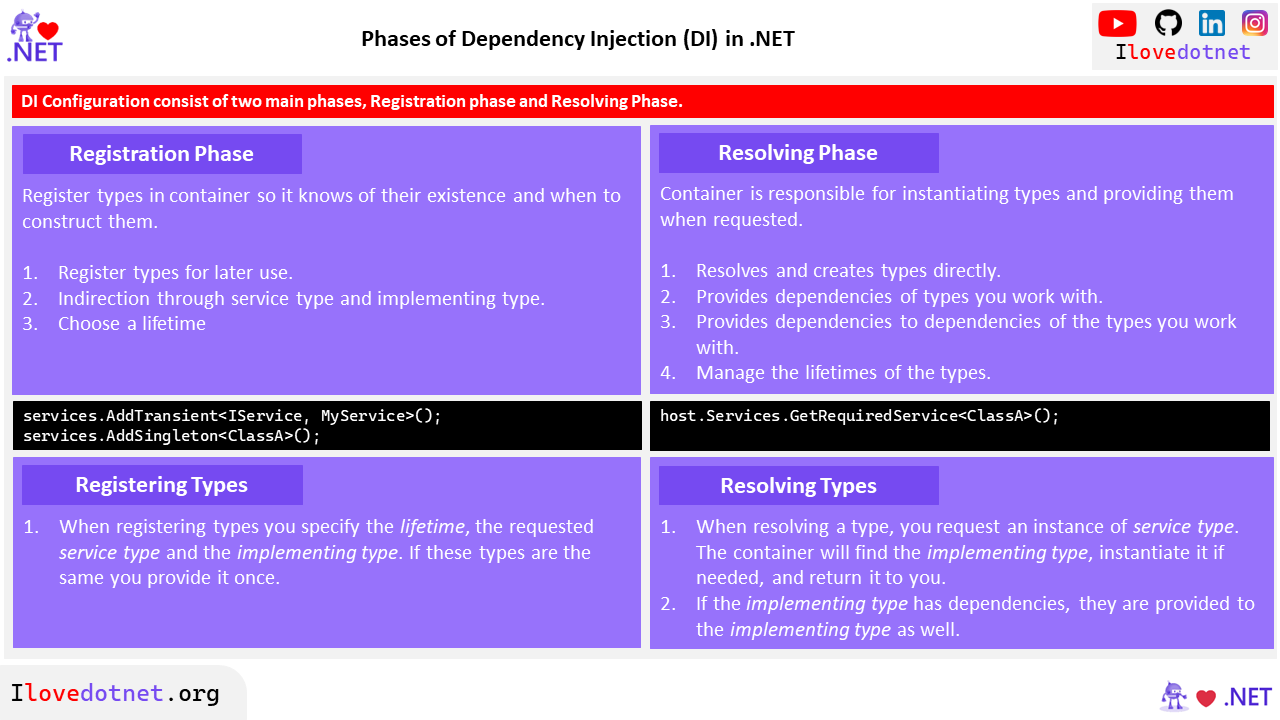 .NET
Phases of Dependency Injection (DI) in .NET
Ilovedotnet
DI Configuration consist of two main phases, Registration phase and Resolving Phase.
Registration Phase
Register types in container so it knows of their existence and when to
construct them.
1. Register types for later use.
2. Indirection through service type and implementing type.
3. Choose a lifetime
Resolving Phase
Container is responsible for instantiating types and providing them
when requested.
1. Resolves and creates types directly.
2. Provides dependencies of types you work with.
3. Provides dependencies to dependencies of the types you work
with.
4. Manage the lifetimes of the types.
services.AddTransient<IService, MyService>();
services.AddSingleton<ClassA>();
host.Services.GetRequiredService<ClassA>();
Registering Types
1. When registering types you specify the lifetime, the requested
service type and the implementing type. If these types are the
same you provide it once.
Resolving Types
1. When resolving a type, you request an instance of service type.
The container will find the implementing type, instantiate it if
needed, and return it to you.
2. If the implementing type has dependencies, they are provided to
the implementing type as well.
Ilovedotnet.org
.NET